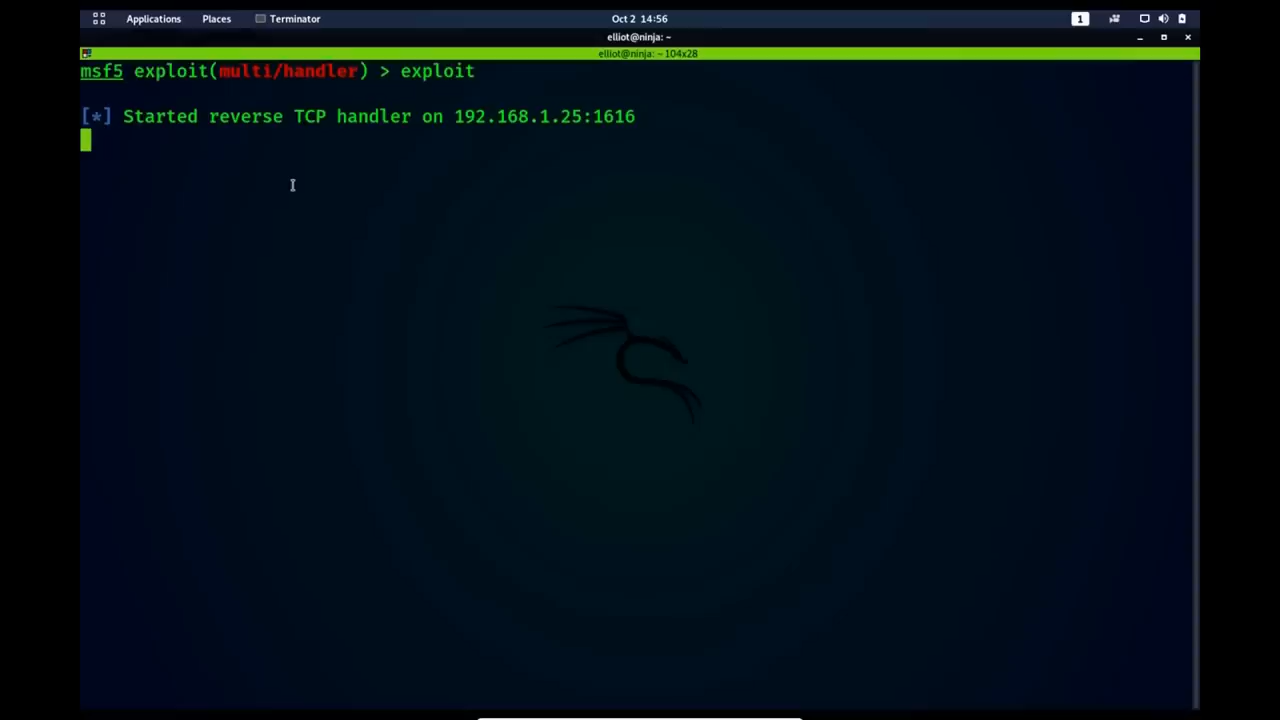 Applications Places Terminator Oct 2 14:56 1
elliot@ninja: ~
elliot@ninja: ~ 104x28
msf5 exploit(multi/handler) > exploit
[*] Started reverse TCP handler on 192.168.1.25:1616